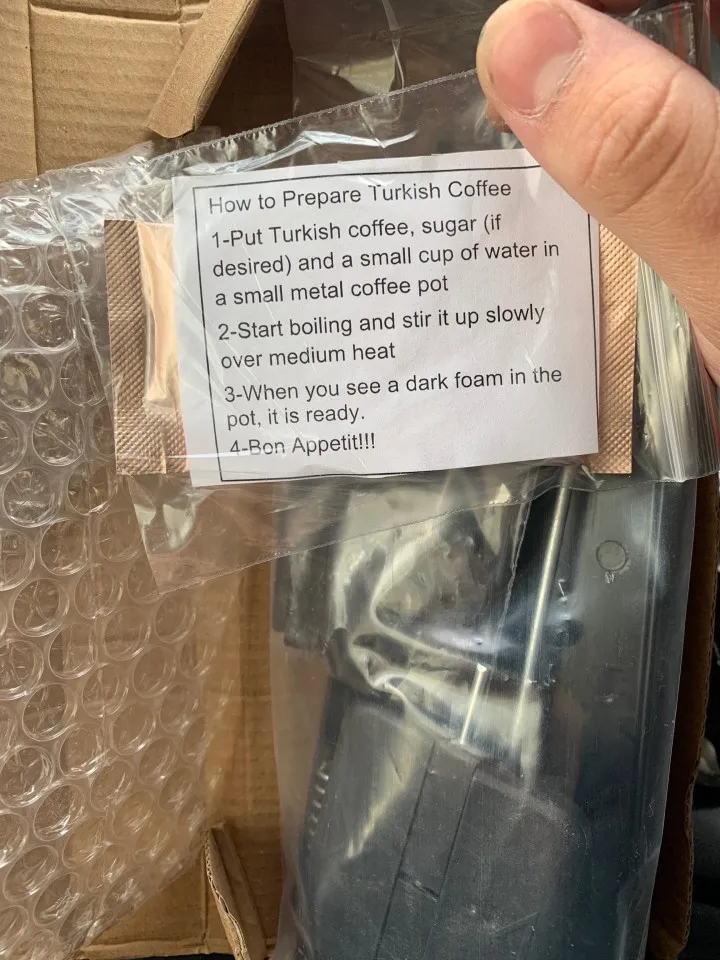 How to Prepare Turkish Coffee
1-Put Turkish coffee, sugar (if
desired) and a small cup of water in
a small metal coffee pot
2-Start boiling and stir it up slowly
over medium heat
3-When you see a dark foam in the
pot, it is ready.
4-Bon Appetit!!!